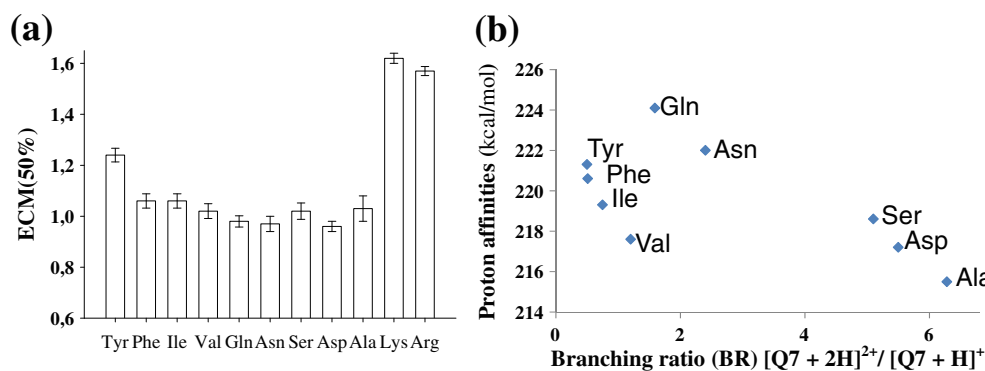 (a)
ECM(50%)
1,6
1,4
1,2
1,0
0,8
0,6
Tyr Phe Ile Val Gln Asn Ser Asp Ala Lys Arg
(b)
Proton affinities (kcal/mol)
226
224
222
220
218
216
214
Gln
Asn
Tyr
Phe
Ile
Val
Ser
Asp
Ala
0 2 4 6
Branching ratio (BR) [Q7 + 2H]²⁺/ [Q7 + H]⁺